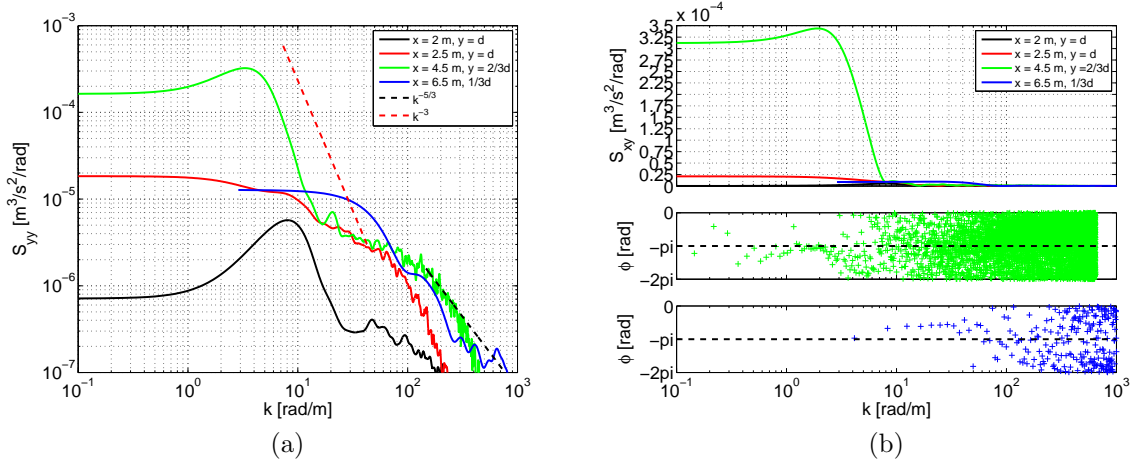 10^-3
10^-4
10^-5
10^-6
10^-7
S_yy [m^3/s^2/rad]
10^-1
10^0
10^1
10^2
10^3
k [rad/m]
x = 2 m, y = d
x = 2.5 m, y = d
x = 4.5 m, y = 2/3d
x = 6.5 m, 1/3d
k^-5/3
k^-3
(a)
x 10^-4
3.5
3.25
3
2.75
2.5
2.25
2
1.75
1.5
1.25
1
0.75
0.5
0.25
0
S_xy [m^3/s^2/rad]
x = 2 m, y = d
x = 2.5 m, y = d
x = 4.5 m, y =2/3d
x = 6.5 m, 1/3d
0
−pi
−2pi
ϕ [rad]
0
−pi
−2pi
ϕ [rad]
10^-1
10^0
10^1
10^2
10^3
k [rad/m]
(b)